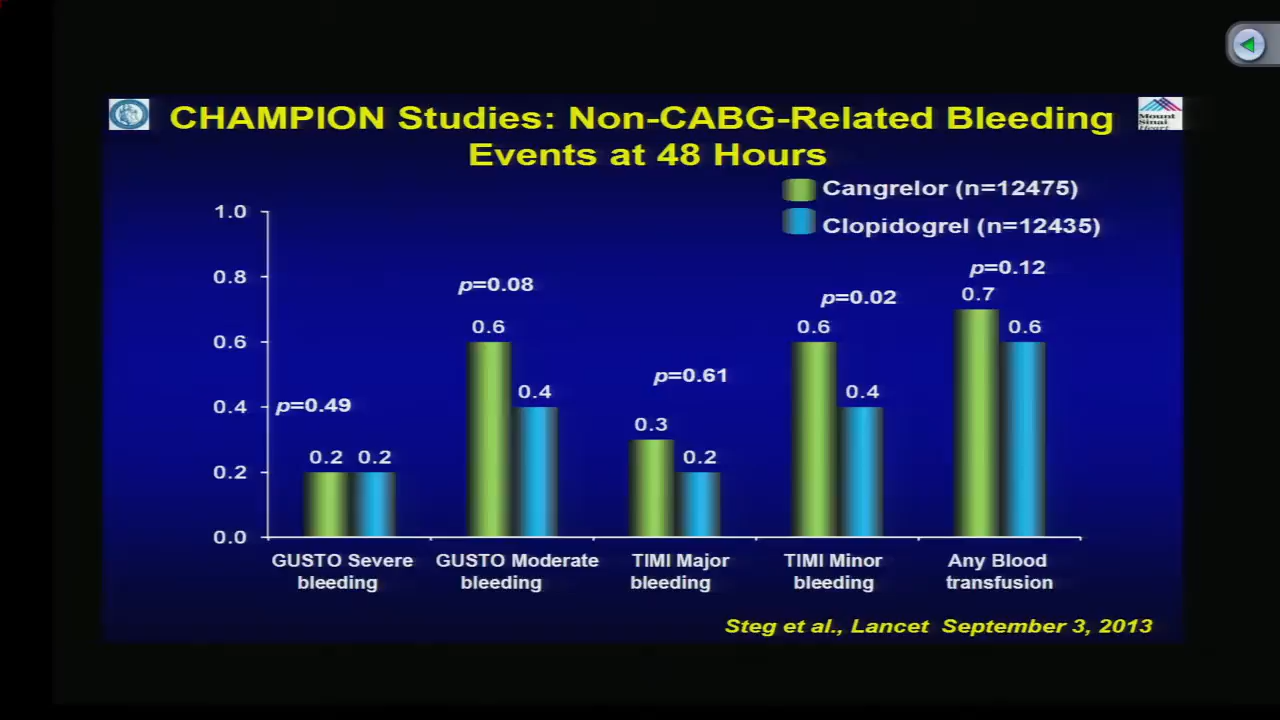 CHAMPION Studies: Non-CABG-Related Bleeding
Events at 48 Hours
Mount
Sinai
Heart
Cangrelor (n=12475)
Clopidogrel (n=12435)
1.0
0.8
0.6
0.4
0.2
0.0
p=0.49
0.2 0.2
p=0.08
0.6
0.4
p=0.61
0.3
0.2
p=0.02
0.6
0.4
p=0.12
0.7
0.6
GUSTO Severe
bleeding
GUSTO Moderate
bleeding
TIMI Major
bleeding
TIMI Minor
bleeding
Any Blood
transfusion
Steg et al., Lancet September 3, 2013